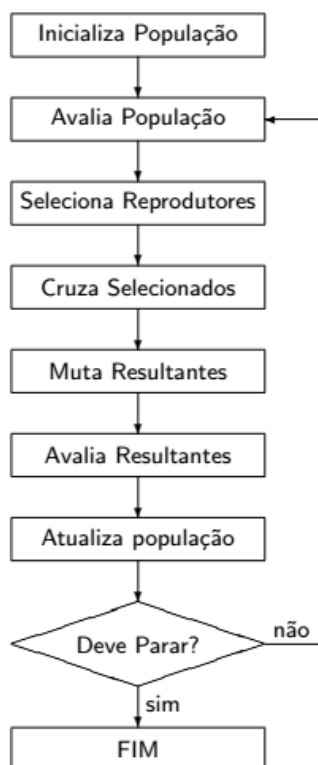 Inicializa População
Avalia População
Seleciona Reprodutores
Cruza Selecionados
Muta Resultantes
Avalia Resultantes
Atualiza população
Deve Parar?
não
sim
FIM